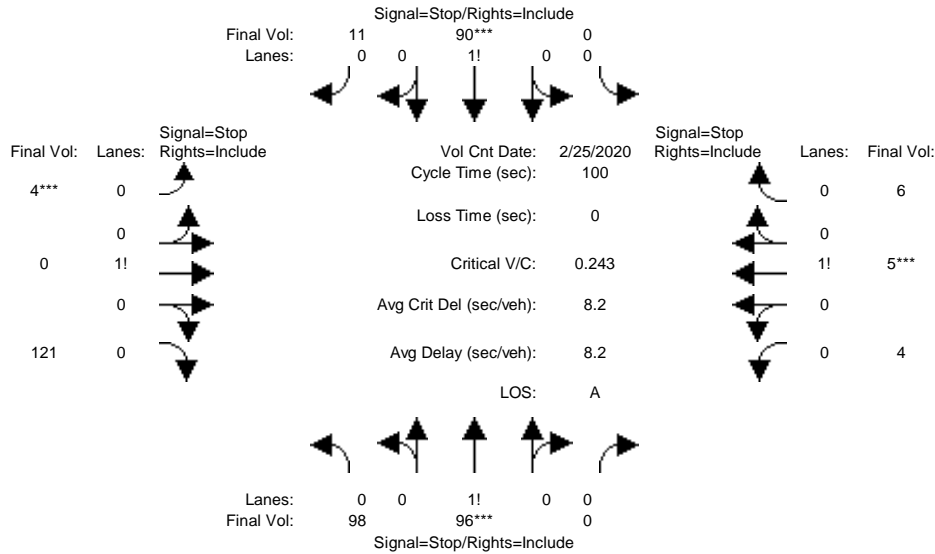 Signal=Stop/Rights=Include
Final Vol: 11 90*** 0
Lanes: 0 0 1! 0 0
Signal=Stop Signal=Stop
Final Vol: Lanes: Rights=Include Vol Cnt Date: 2/25/2020 Rights=Include Lanes: Final Vol:
Cycle Time (sec): 100
4*** 0 0 6
Loss Time (sec): 0
0 0
0 1! Critical V/C: 0.243 1! 5***
0 Avg Crit Del (sec/veh): 8.2 0
121 0 Avg Delay (sec/veh): 8.2 0 4
LOS: A
Lanes: 0 0 1! 0 0
Final Vol: 98 96*** 0
Signal=Stop/Rights=Include